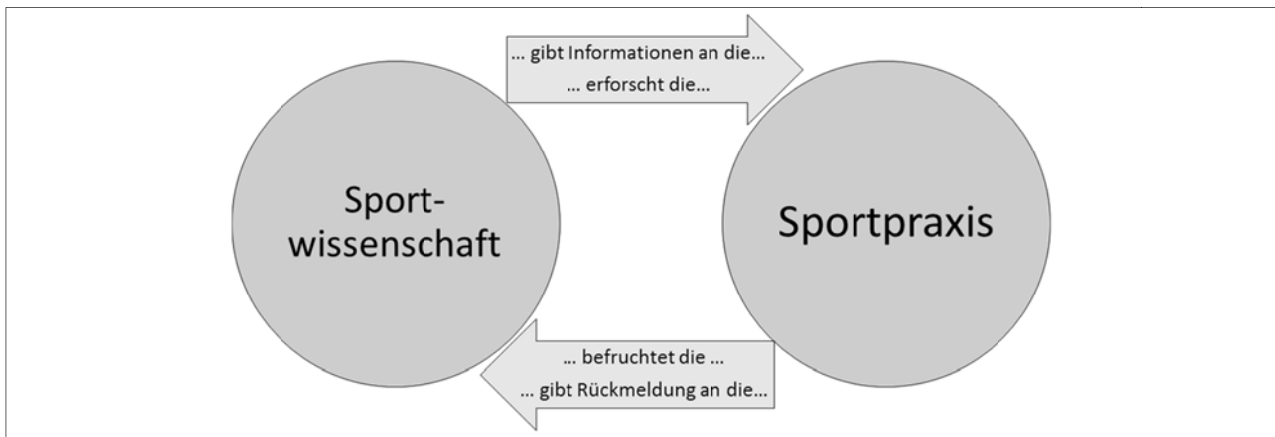 ... gibt Informationen an die...
... erforscht die...
Sport-
wissenschaft
Sportpraxis
... befruchtet die ...
... gibt Rückmeldung an die...